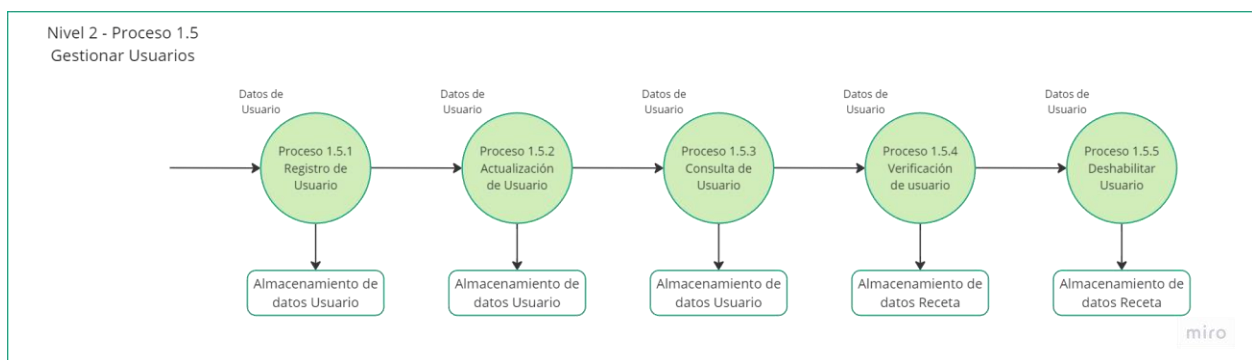 Nivel 2 - Proceso 1.5
Gestionar Usuarios
Datos de
Usuario
Datos de
Usuario
Datos de
Usuario
Datos de
Usuario
Datos de
Usuario
Proceso 1.5.1
Registro de
Usuario
Proceso 1.5.2
Actualización
de Usuario
Proceso 1.5.3
Consulta de
Usuario
Proceso 1.5.4
Verificación
de usuario
Proceso 1.5.5
Deshabilitar
Usuario
Almacenamiento de
datos Usuario
Almacenamiento de
datos Usuario
Almacenamiento de
datos Usuario
Almacenamiento de
datos Receta
Almacenamiento de
datos Receta
miro